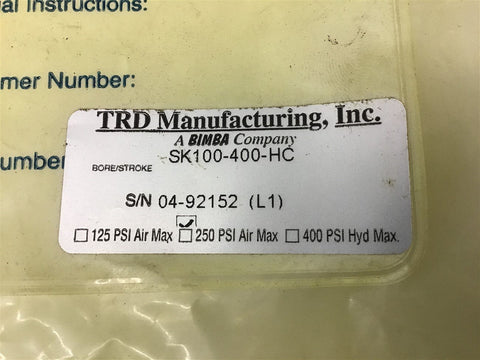 ial Instructions:
mer Number:
umber
TRD Manufacturing, Inc.
A BIMBA Company
SK100-400-HC
BORE/STROKE
S/N 04-92152 (L1)
125 PSI Air Max 250 PSI Air Max 400 PSI Hyd Max.